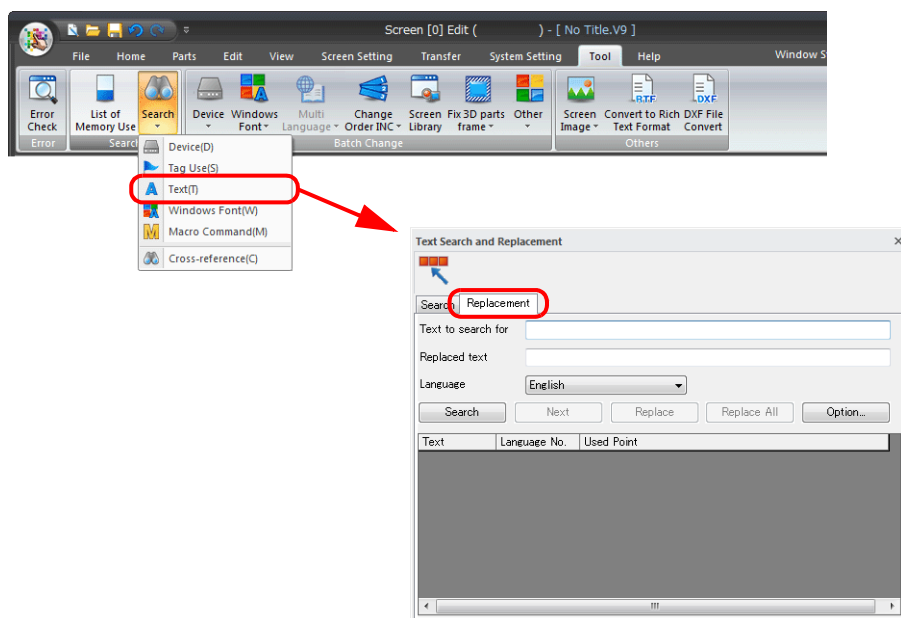 Screen [0] Edit (            ) - [ No Title.V9 ]
File Home Parts Edit View Screen Setting Transfer System Setting Tool Help Window S
Error Check
List of Memory Use
Search
Device
Windows Font
Multi Language
Change Order INC
Screen Library
Fix 3D parts frame
Other
Screen Image
Convert to Rich Text Format
DXF File Convert
RTF
DXF
Error Search Batch Change Others
Device(D)
Tag Use(S)
Text(T)
Windows Font(W)
Macro Command(M)
Cross-reference(C)
Text Search and Replacement
Search Replacement
Text to search for
Replaced text
Language English
Search Next Replace Replace All Option...
Text Language No. Used Point